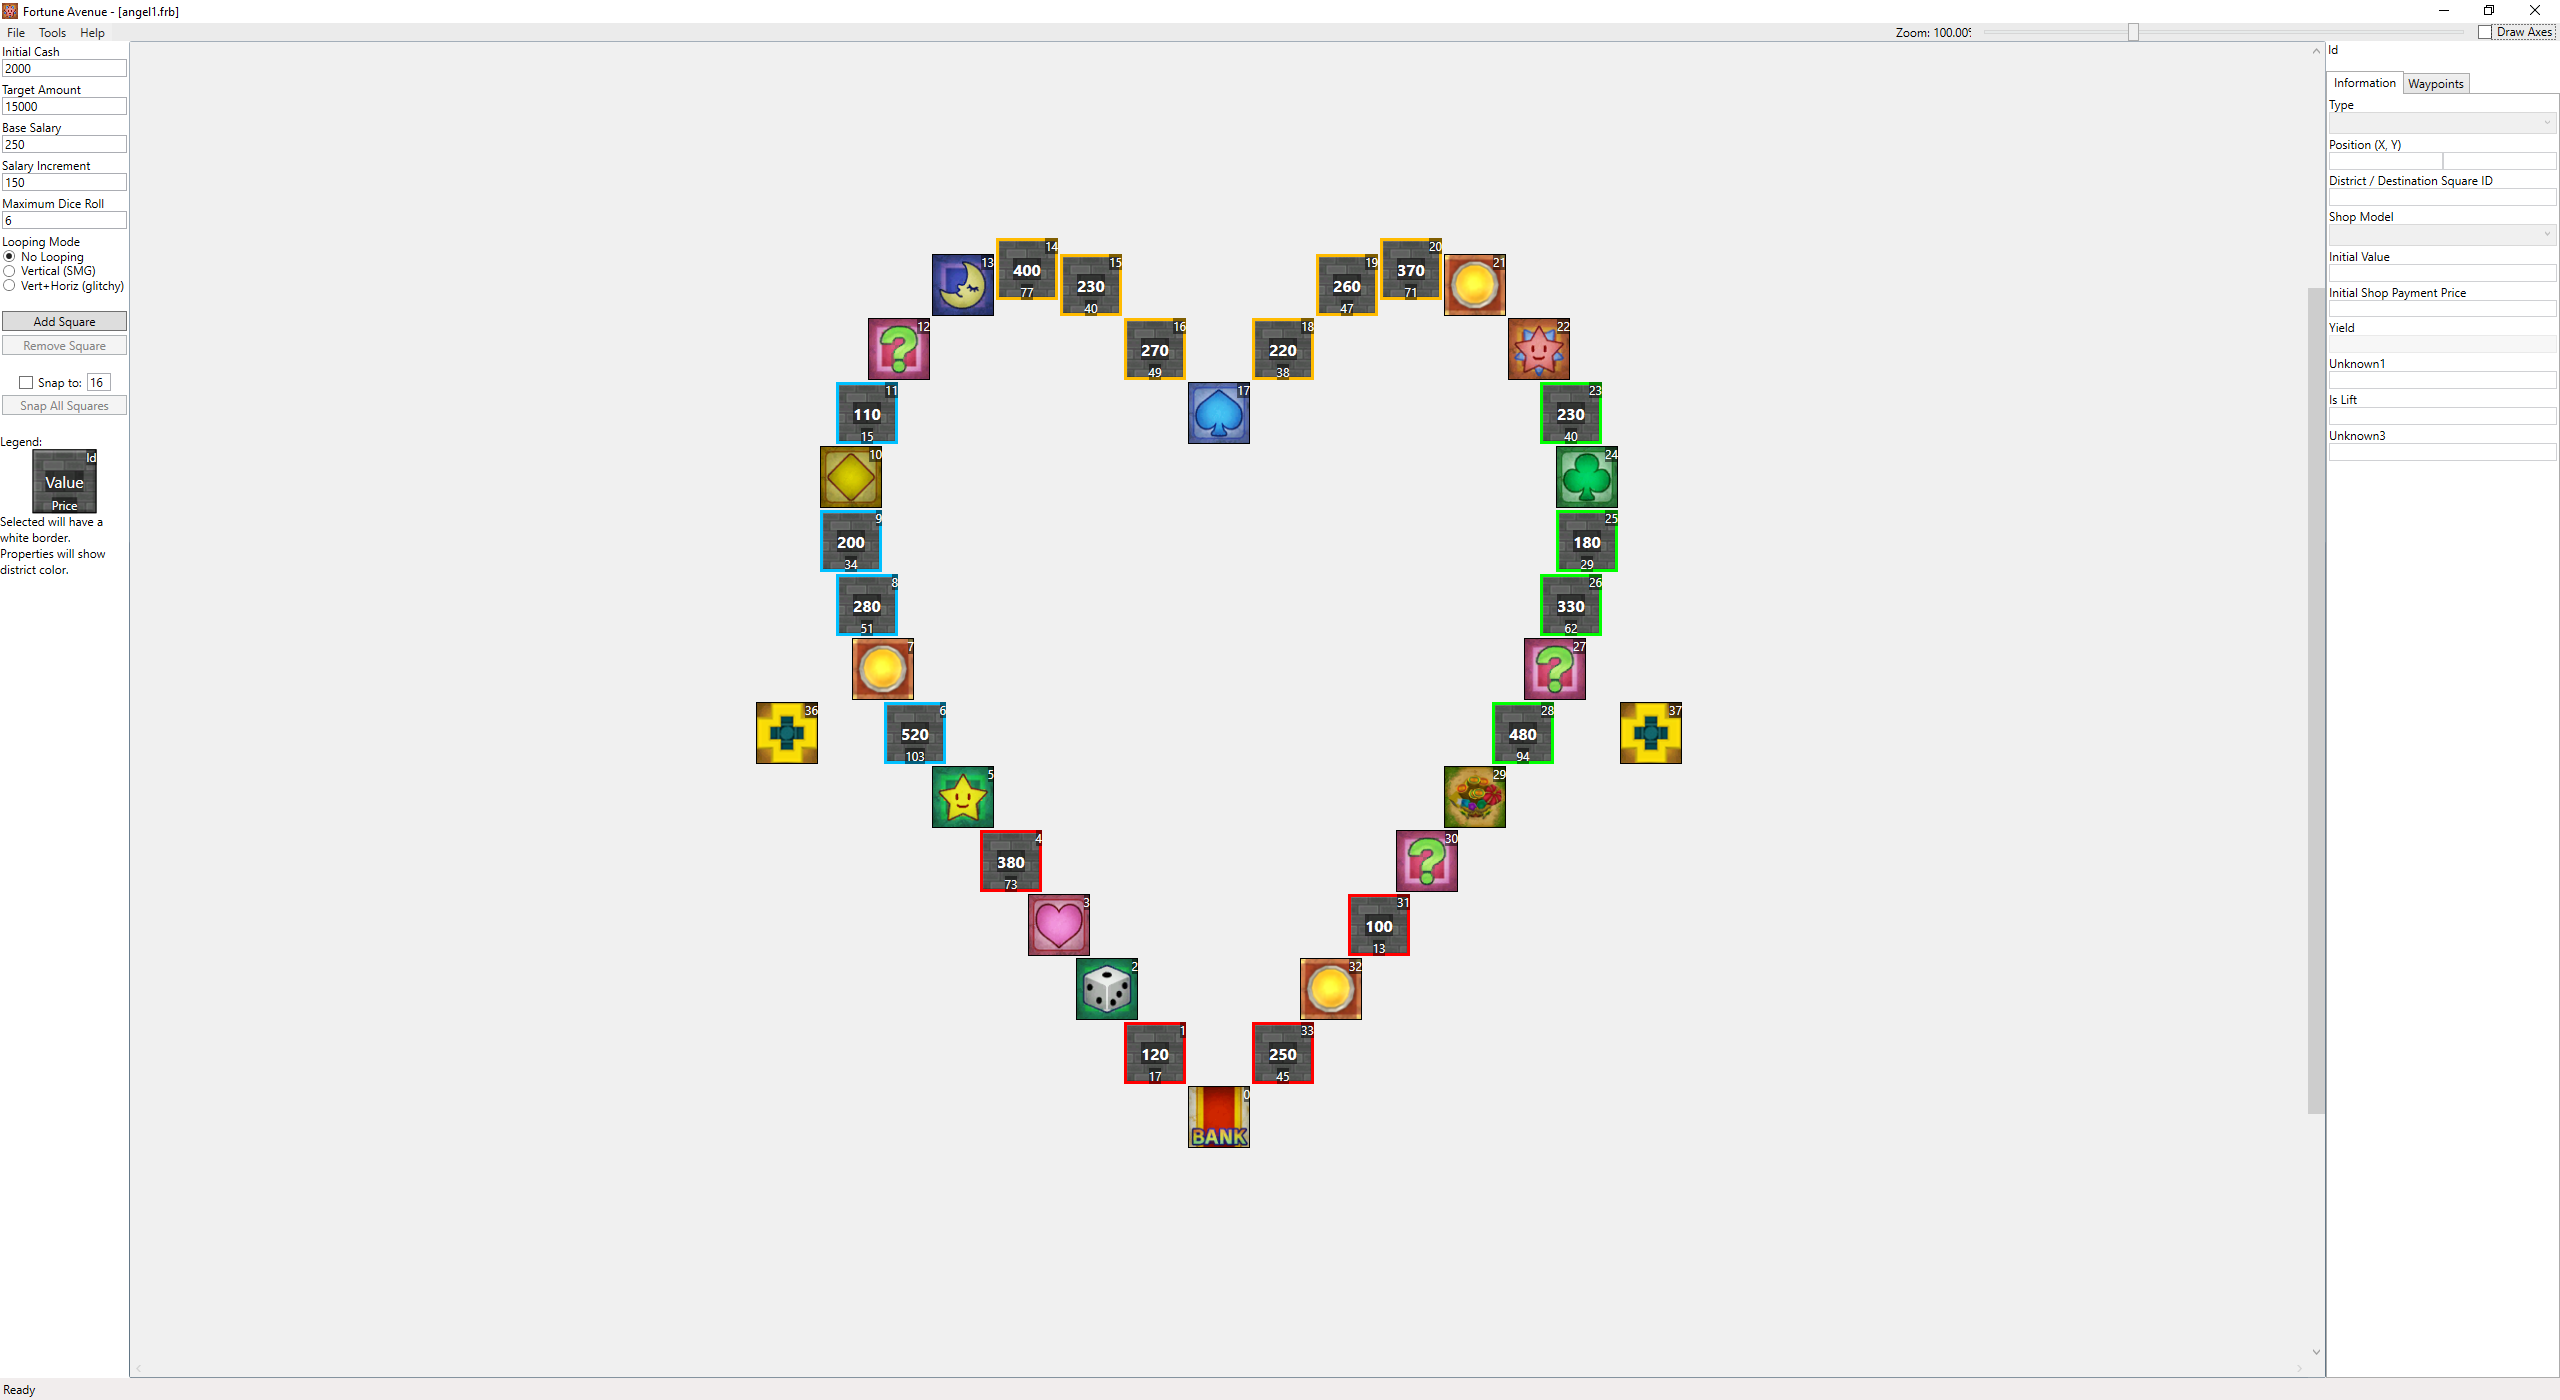 Fortune Avenue - [angel1.frb]
File Tools Help
Zoom: 100.00%
Draw Axes
Initial Cash
2000
Target Amount
15000
Base Salary
250
Salary Increment
150
Maximum Dice Roll
6
Looping Mode
No Looping
Vertical (SMG)
Vert+Horiz (glitchy)
Add Square
Remove Square
Snap to: 16
Snap All Squares
Legend:
Id
Value
Price
Selected will have a
white border.
Properties will show
district color.
14
400
77
20
370
71
13
15
230
40
19
260
47
21
12
16
270
49
18
220
38
22
11
110
15
17
23
230
40
10
24
9
200
34
25
180
29
8
280
51
26
330
62
7
27
36
6
520
103
28
480
94
37
5
29
4
380
73
30
3
31
100
13
2
32
1
120
17
33
250
45
0
BANK
Id
Information Waypoints
Type
Position (X, Y)
District / Destination Square ID
Shop Model
Initial Value
Initial Shop Payment Price
Yield
Unknown1
Is Lift
Unknown3
Ready